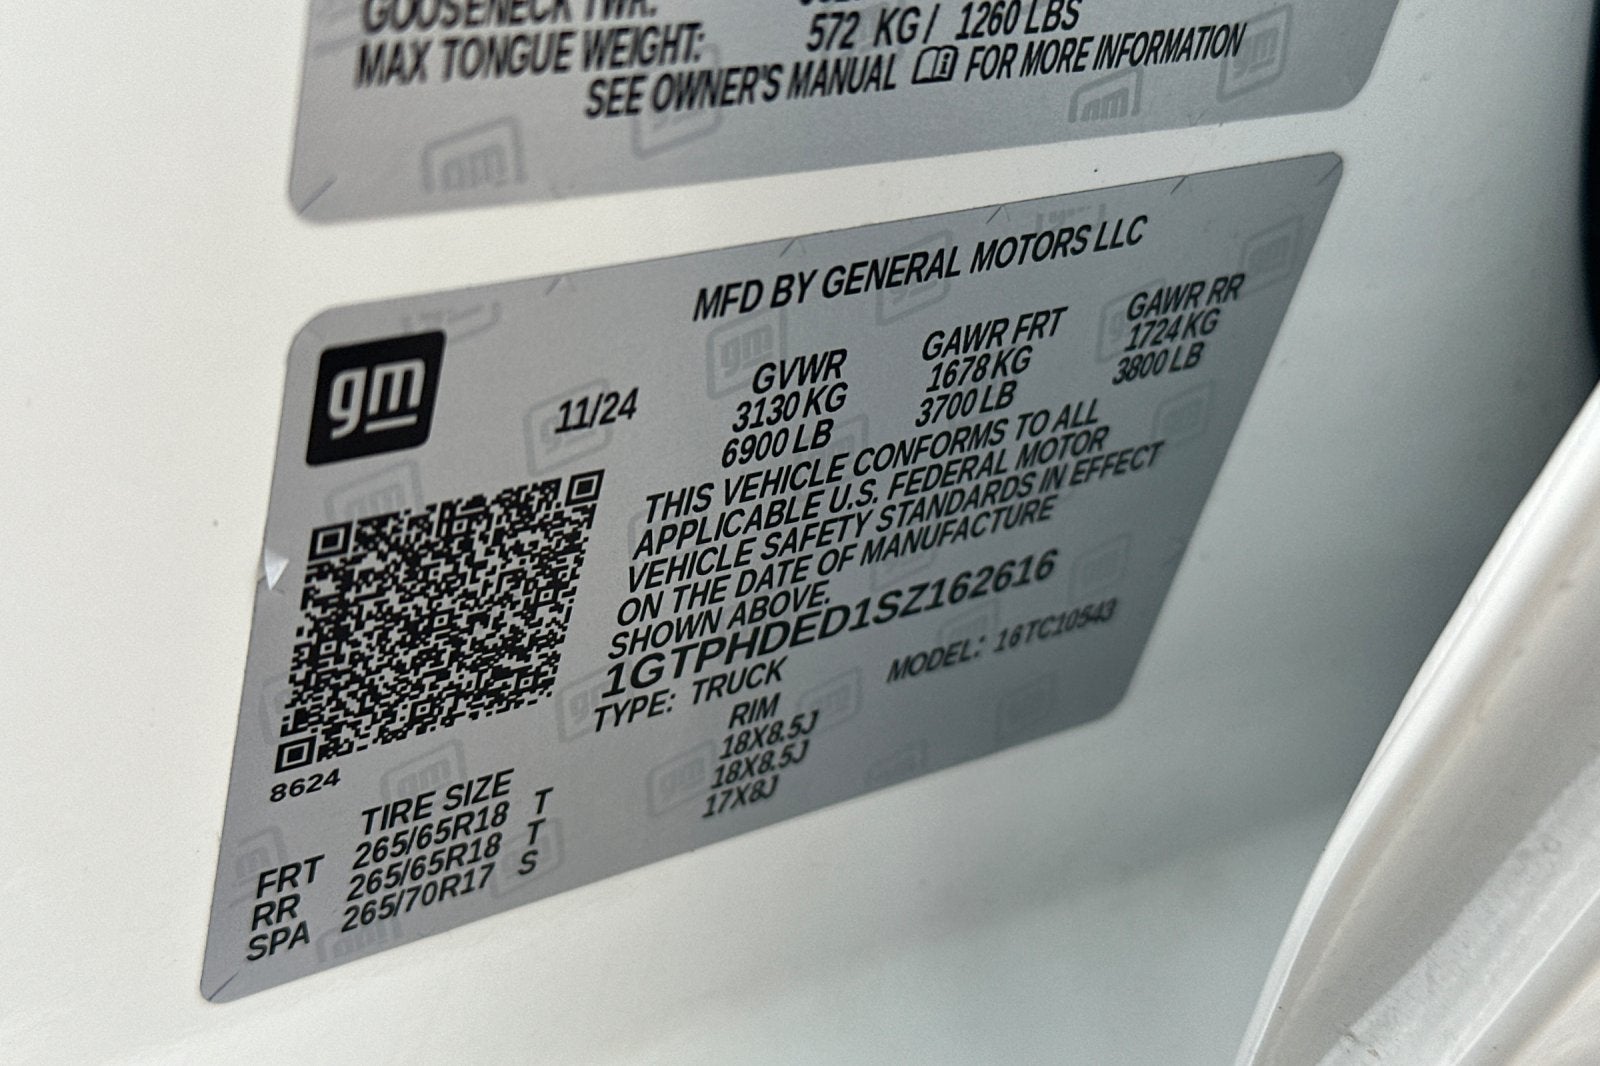 GOOSENECK TWR:
MAX TONGUE WEIGHT: 572 KG / 1260 LBS
SEE OWNER'S MANUAL FOR MORE INFORMATION
MFD BY GENERAL MOTORS LLC
gm
11/24
GVWR GAWR FRT GAWR RR
3130 KG 1678 KG 1724 KG
6900 LB 3700 LB 3800 LB
THIS VEHICLE CONFORMS TO ALL
APPLICABLE U.S. FEDERAL MOTOR
VEHICLE SAFETY STANDARDS IN EFFECT
ON THE DATE OF MANUFACTURE
SHOWN ABOVE.
1GTPHDED1SZ162616
TYPE: TRUCK MODEL: 16TC10543
8624
TIRE SIZE RIM
FRT 265/65R18 T 18X8.5J
RR 265/65R18 T 18X8.5J
SPA 265/70R17 S 17X8J